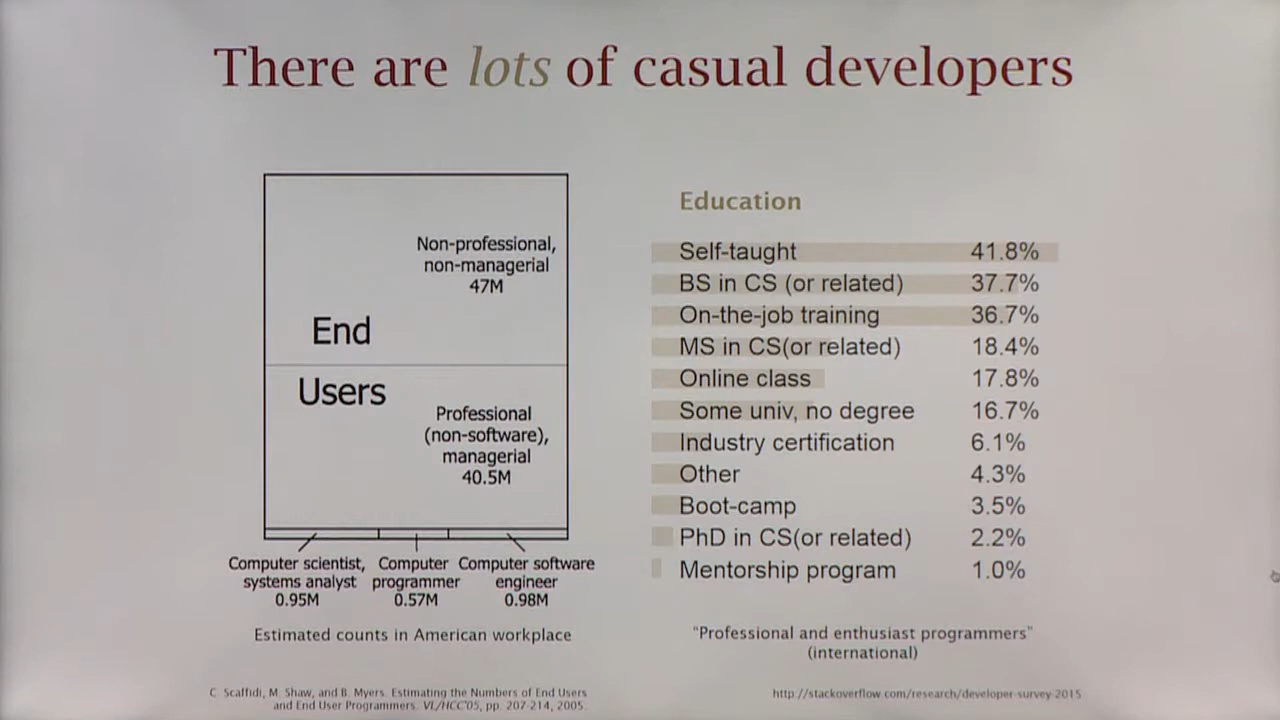 There are lots of casual developers
Non-professional,
non-managerial
47M
End
Users
Professional
(non-software),
managerial
40.5M
Computer scientist,
systems analyst
0.95M
Computer
programmer
0.57M
Computer software
engineer
0.98M
Estimated counts in American workplace
C. Scaffidi, M. Shaw, and B. Myers. Estimating the Numbers of End Users
and End User Programmers. VL/HCC'05, pp. 207-214, 2005.
Education
Self-taught 41.8%
BS in CS (or related) 37.7%
On-the-job training 36.7%
MS in CS(or related) 18.4%
Online class 17.8%
Some univ, no degree 16.7%
Industry certification 6.1%
Other 4.3%
Boot-camp 3.5%
PhD in CS(or related) 2.2%
Mentorship program 1.0%
"Professional and enthusiast programmers"
(international)
http://stackoverflow.com/research/developer-survey-2015